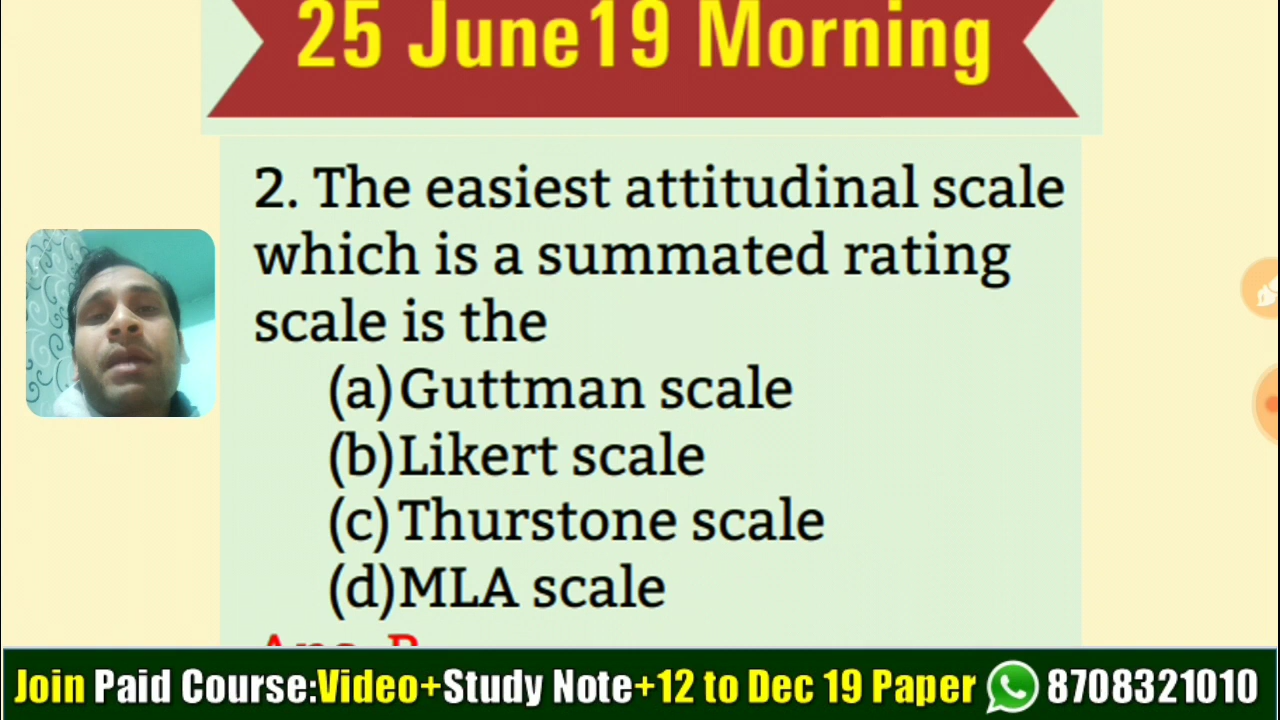 25 June19 Morning
2. The easiest attitudinal scale
which is a summated rating
scale is the
(a) Guttman scale
(b) Likert scale
(c) Thurstone scale
(d) MLA scale
Ans. B
Join Paid Course:Video+Study Note+12 to Dec 19 Paper 8708321010